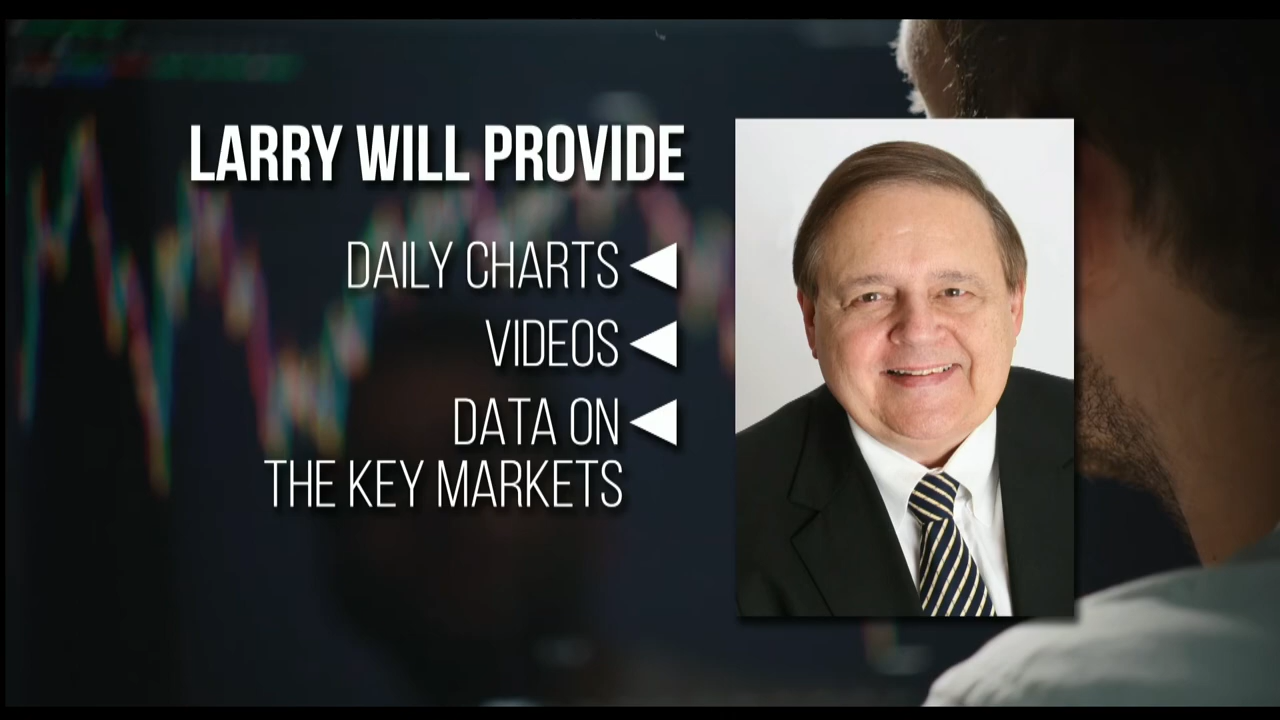 LARRY WILL PROVIDE
DAILY CHARTS
VIDEOS
DATA ON
THE KEY MARKETS